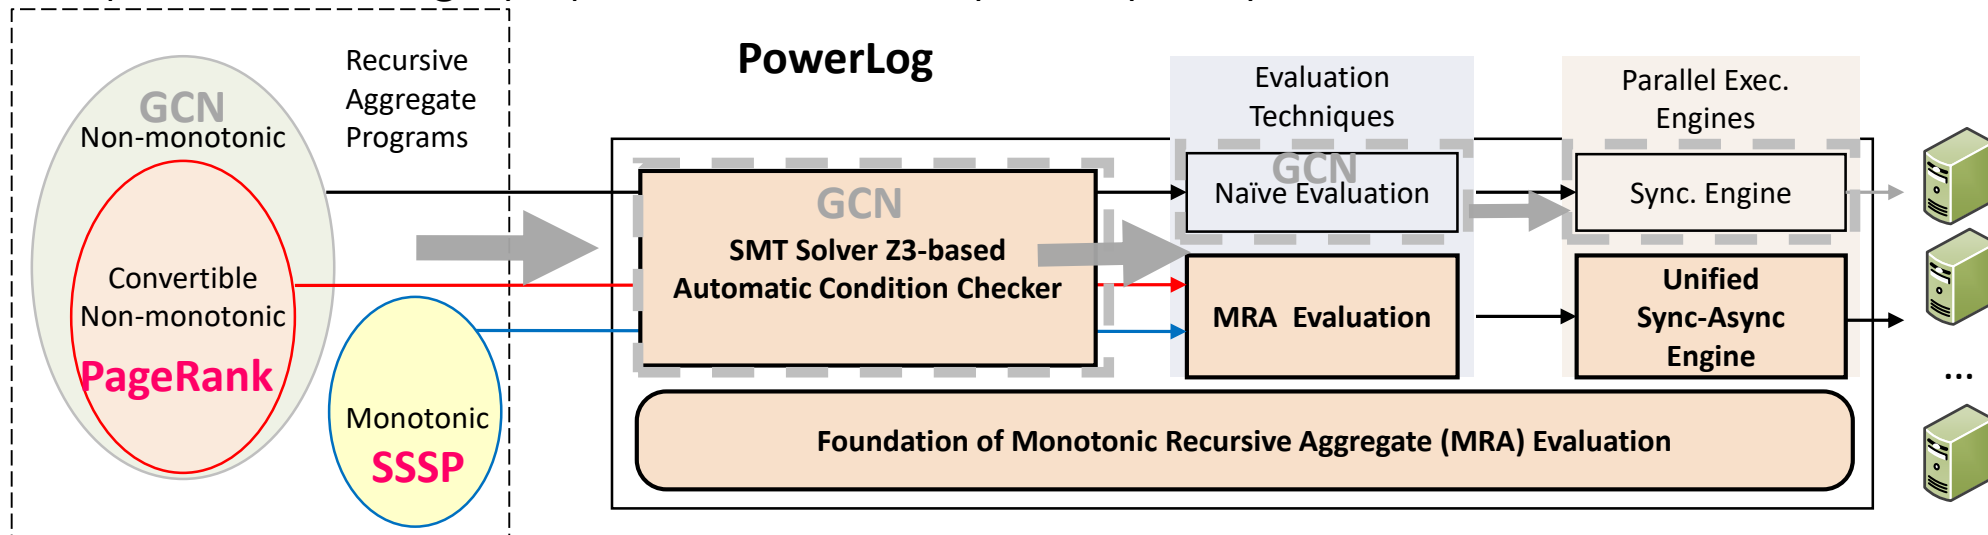 PowerLog
Recursive
Aggregate
Programs
GCN
Non-monotonic
Convertible
Non-monotonic
PageRank
Monotonic
SSSP
GCN
SMT Solver Z3-based
Automatic Condition Checker
Evaluation
Techniques
GCN
Naïve Evaluation
MRA Evaluation
Parallel Exec.
Engines
Sync. Engine
Unified
Sync-Async
Engine
...
Foundation of Monotonic Recursive Aggregate (MRA) Evaluation